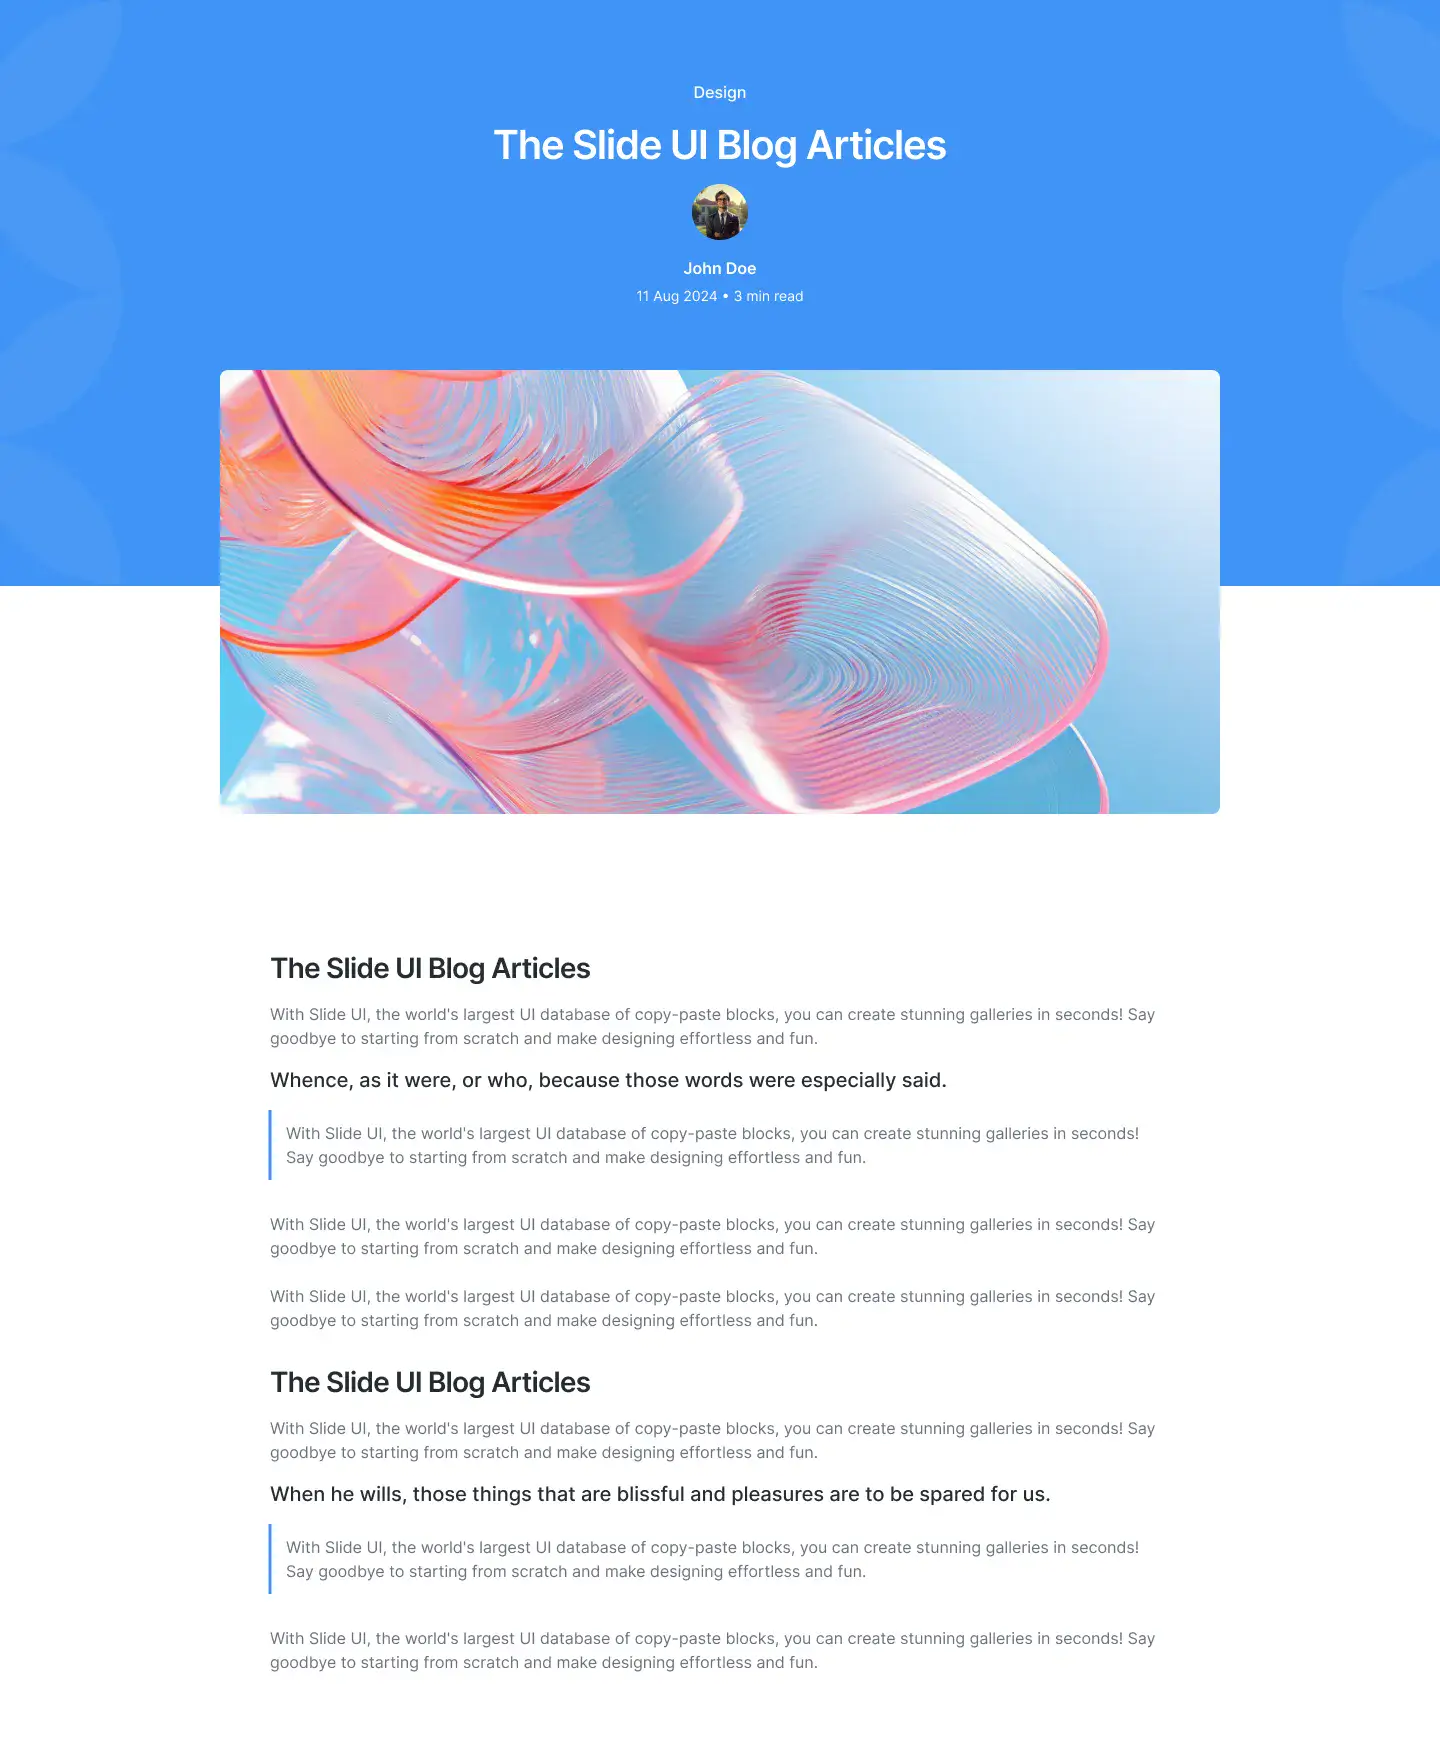 Design
The Slide UI Blog Articles
John Doe
11 Aug 2024 • 3 min read
The Slide UI Blog Articles
With Slide UI, the world's largest UI database of copy-paste blocks, you can create stunning galleries in seconds! Say
goodbye to starting from scratch and make designing effortless and fun.
Whence, as it were, or who, because those words were especially said.
With Slide UI, the world's largest UI database of copy-paste blocks, you can create stunning galleries in seconds!
Say goodbye to starting from scratch and make designing effortless and fun.
With Slide UI, the world's largest UI database of copy-paste blocks, you can create stunning galleries in seconds! Say
goodbye to starting from scratch and make designing effortless and fun.
With Slide UI, the world's largest UI database of copy-paste blocks, you can create stunning galleries in seconds! Say
goodbye to starting from scratch and make designing effortless and fun.
The Slide UI Blog Articles
With Slide UI, the world's largest UI database of copy-paste blocks, you can create stunning galleries in seconds! Say
goodbye to starting from scratch and make designing effortless and fun.
When he wills, those things that are blissful and pleasures are to be spared for us.
With Slide UI, the world's largest UI database of copy-paste blocks, you can create stunning galleries in seconds!
Say goodbye to starting from scratch and make designing effortless and fun.
With Slide UI, the world's largest UI database of copy-paste blocks, you can create stunning galleries in seconds! Say
goodbye to starting from scratch and make designing effortless and fun.